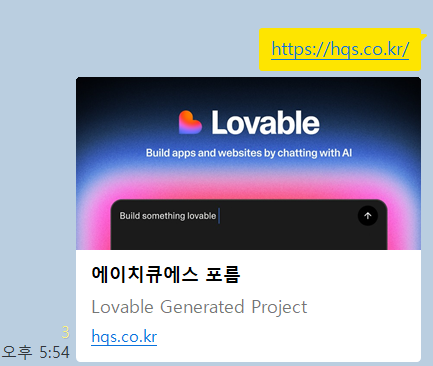 https://hqs.co.kr/
Lovable
Build apps and websites by chatting with AI
Build something lovable
에이치큐에스 포름
Lovable Generated Project
hqs.co.kr
3
오후 5:54